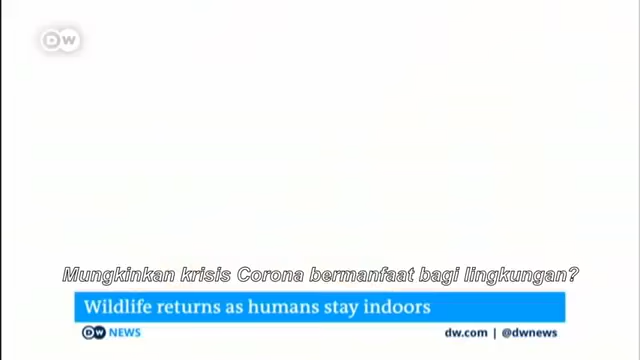 DW
Mungkinkan krisis Corona bermanfaat bagi lingkungan?
Wildlife returns as humans stay indoors
DW NEWS
dw.com | @dwnews